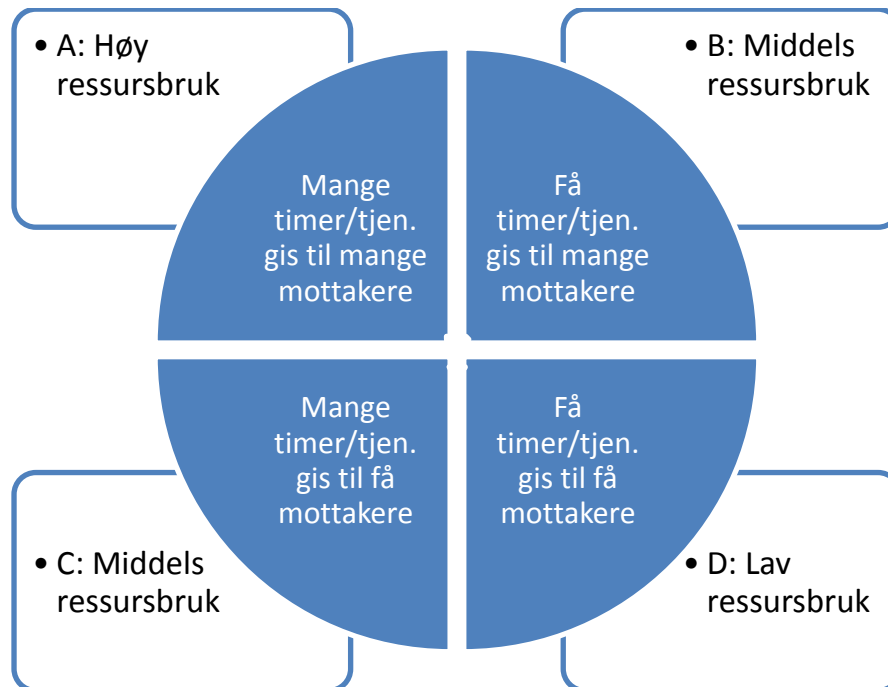 • A: Høy
ressursbruk
• B: Middels
ressursbruk
Mange
timer/tjen.
gis til mange
mottakere
Få
timer/tjen.
gis til mange
mottakere
Mange
timer/tjen.
gis til få
mottakere
Få
timer/tjen.
gis til få
mottakere
• C: Middels
ressursbruk
• D: Lav
ressursbruk